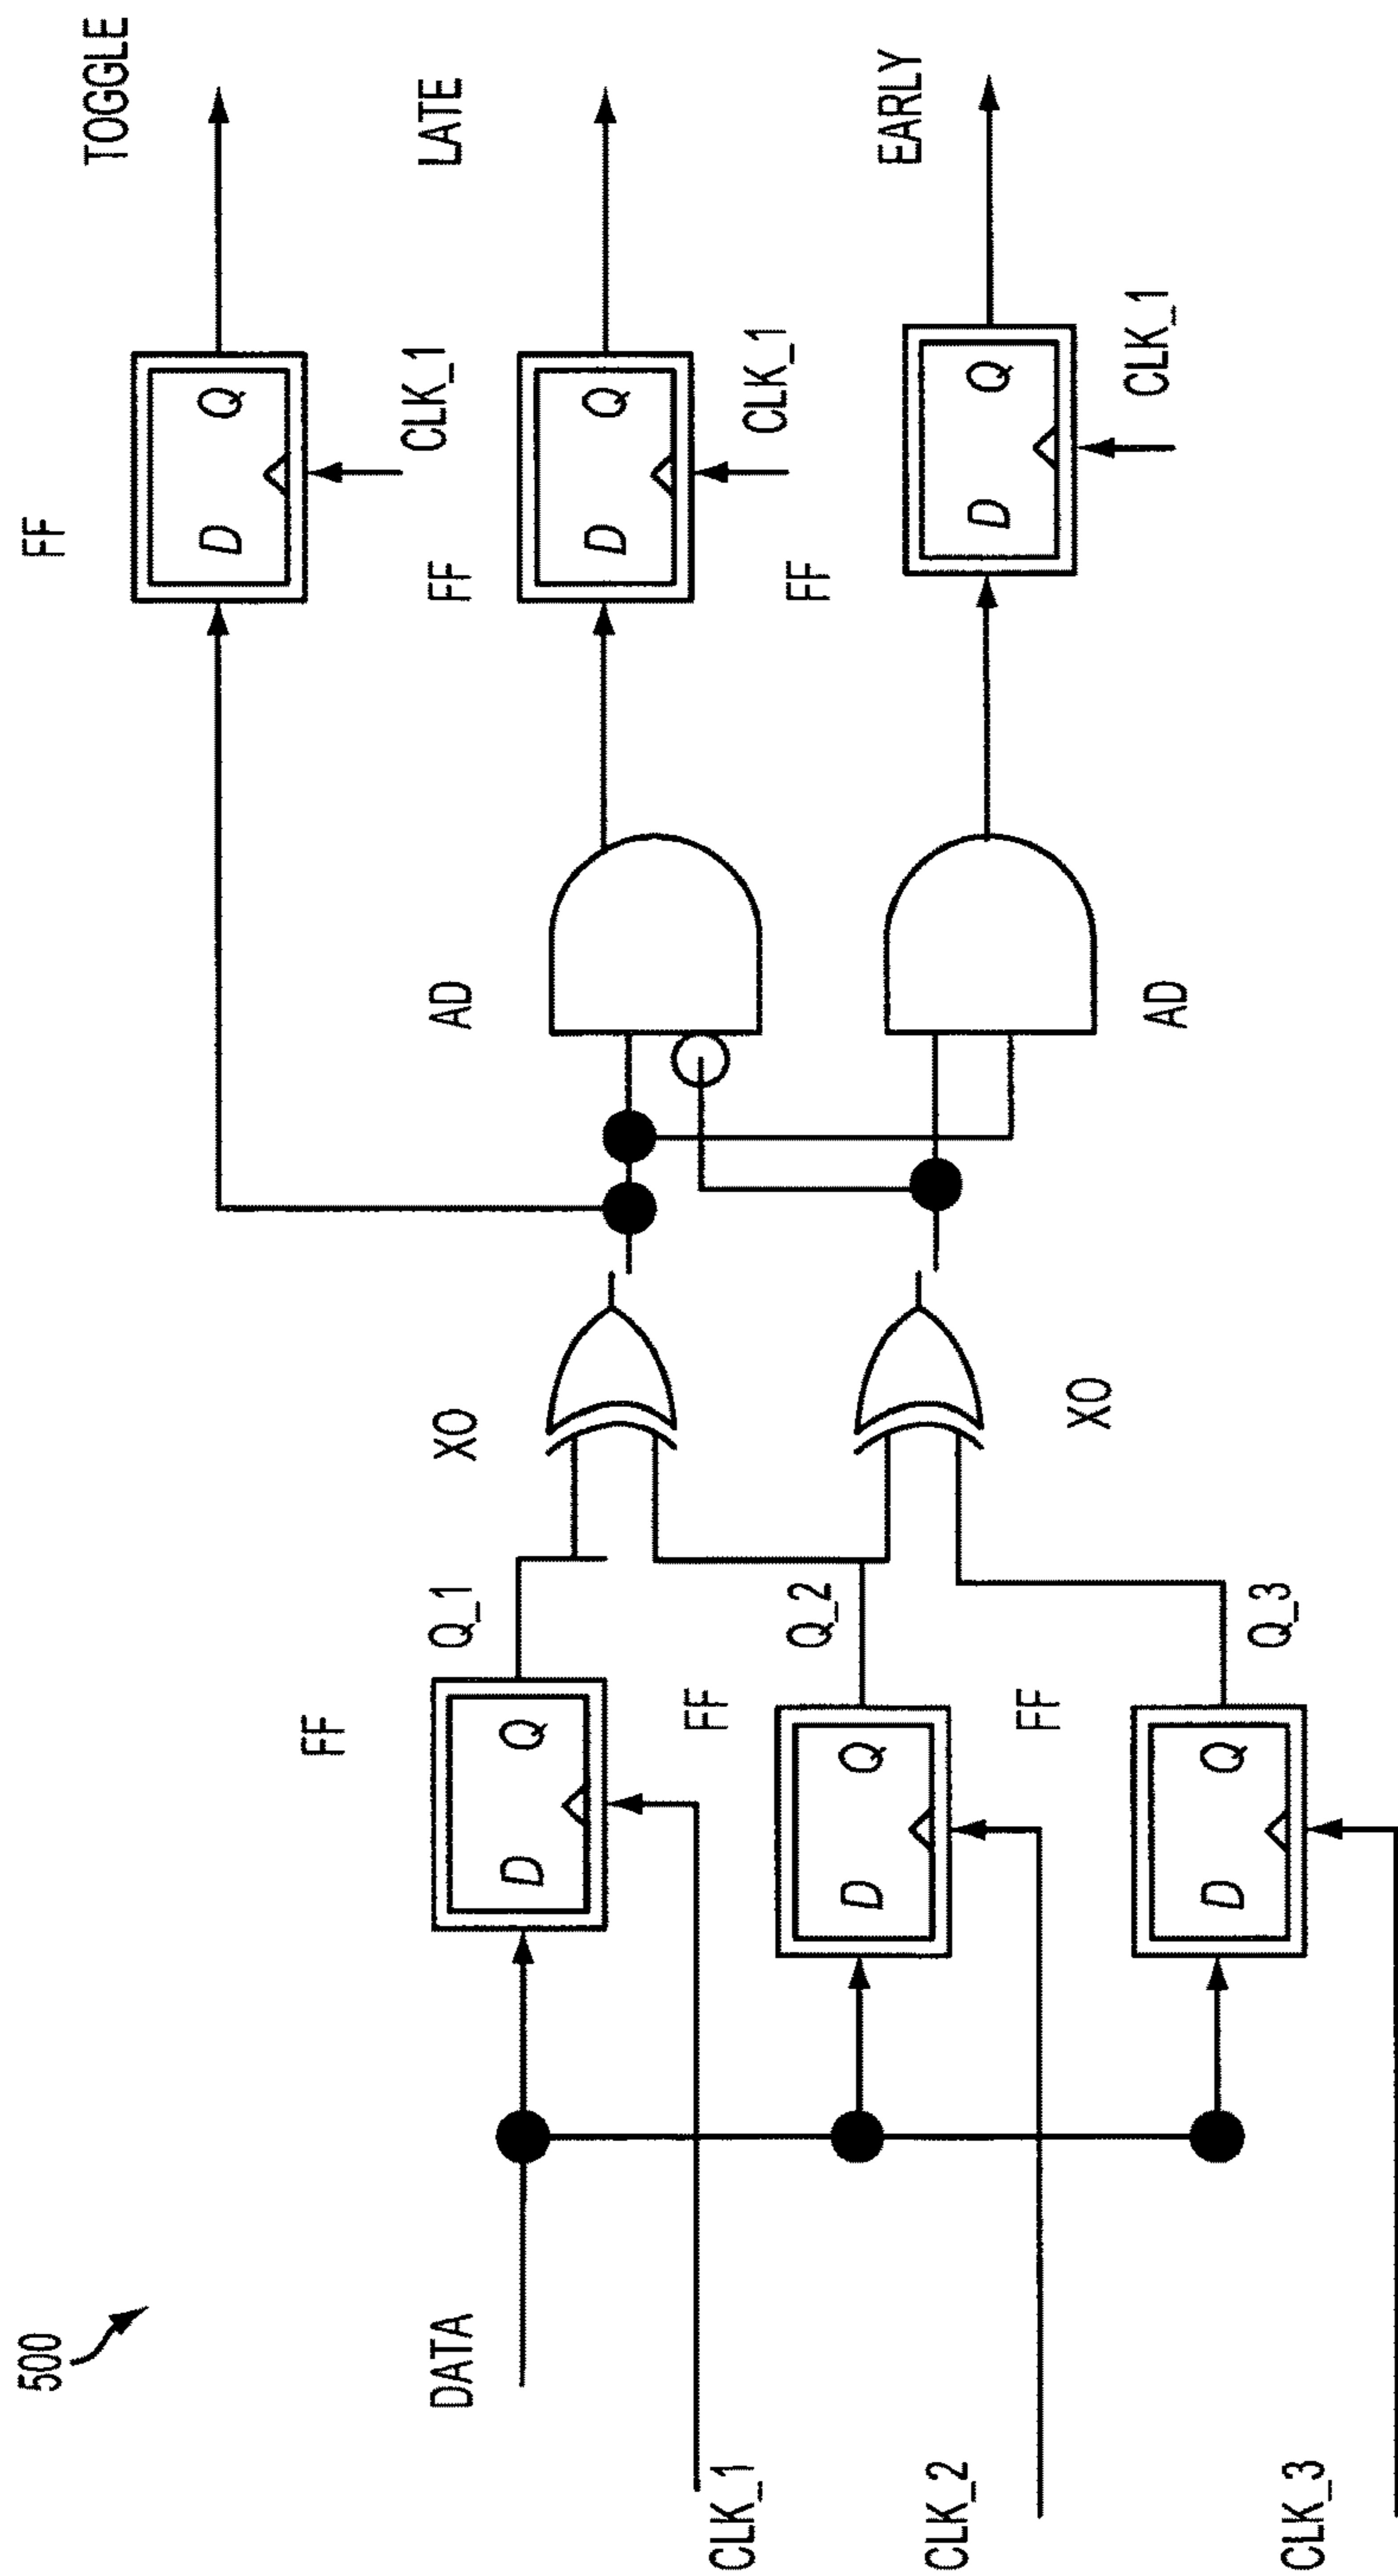 500
DATA
CLK_1
CLK_2
CLK_3
FF
D Q
Q_1
FF
D Q
Q_2
FF
D Q
Q_3
XO
XO
AD
AD
FF
D Q
CLK_1
TOGGLE
FF
D Q
CLK_1
LATE
FF
D Q
CLK_1
EARLY